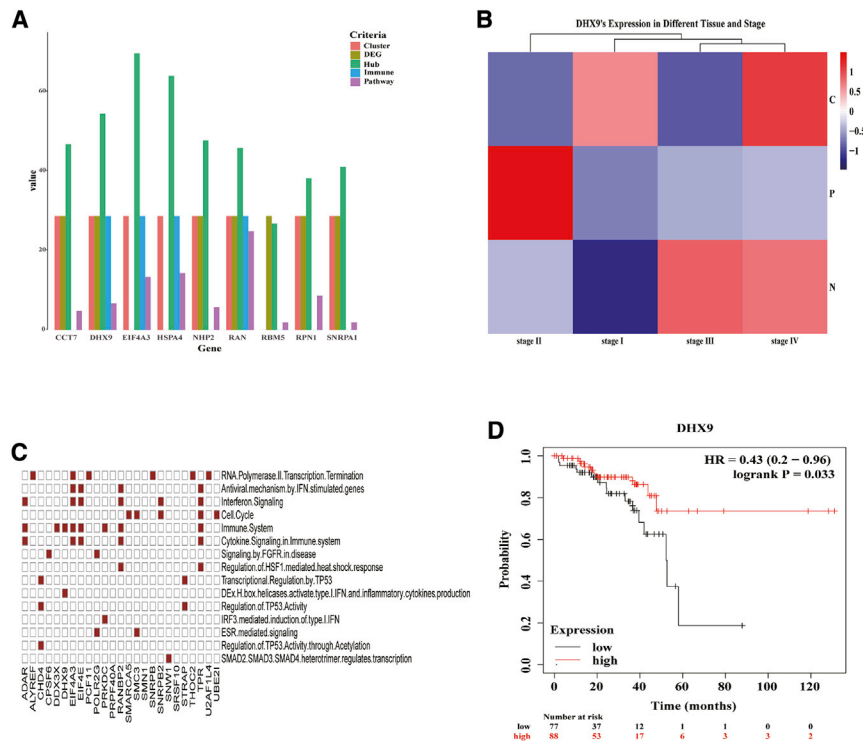 A
Criteria
Cluster
DEG
Hub
Immune
Pathway
60
40
20
0
value
CCT7 DHX9 EIF4A3 HSPA4 NHP2 RAN RBM5 RPN1 SNRPA1
Gene
B
DHX9's Expression in Different Tissue and Stage
1
0.5
0
−0.5
−1
C
P
N
stage II stage I stage III stage IV
C
RNA.Polymerase.II.Transcription.Termination
Antiviral.mechanism.by.IFN.stimulated.genes
Interferon.Signaling
Cell.Cycle
Immune.System
Cytokine.Signaling.in.Immune.system
Signaling.by.FGFR.in.disease
Regulation.of.HSF1.mediated.heat.shock.response
Transcriptional.Regulation.by.TP53
DEx.H.box.helicases.activate.type.I.IFN.and.inflammatory.cytokines.production
Regulation.of.TP53.Activity
IRF3.mediated.induction.of.type.I.IFN
ESR.mediated.signaling
Regulation.of.TP53.Activity.through.Acetylation
SMAD2.SMAD3.SMAD4.heterotrimer.regulates.transcription
ADAR
ALYREF
CHD4
CPSF6
DDX3X
DHX9
EIF4A3
EIF4E
PCF11
POLR2G
PRKDC
PRPF40A
RANBP2
SMARCA5
SMC3
SMN1
SNRPB
SNRPB2
SNW1
SRSF10
STRAP
THOC2
TPR
U2AF1L4
UBE2I
D
DHX9
HR = 0.43 (0.2 − 0.96)
logrank P = 0.033
1.0
0.8
0.6
0.4
0.2
0.0
Probability
Expression
low
high
0 20 40 60 80 100 120
Time (months)
Number at risk
low 77 37 12 1 1 0 0
high 88 53 17 6 3 3 2